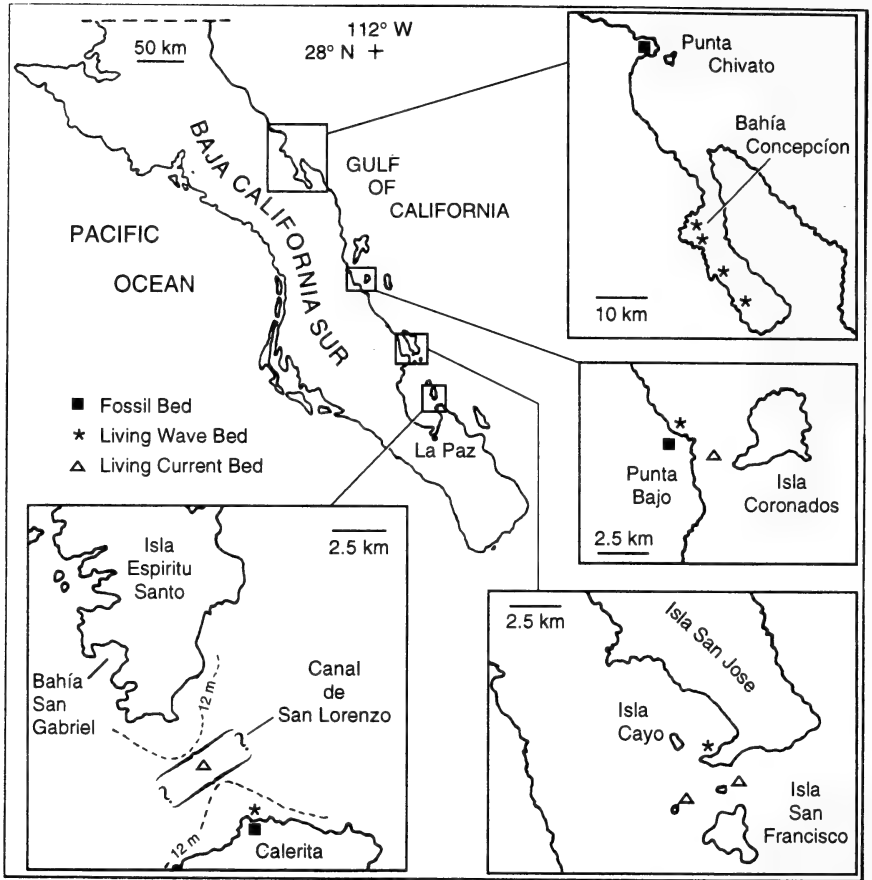 112° W
28° N +
50 km
BAJA CALIFORNIA SUR
GULF
OF
CALIFORNIA
PACIFIC
OCEAN
Fossil Bed
Living Wave Bed
Living Current Bed
La Paz
Punta
Chivato
Bahía
Concepcíon
10 km
Punta
Bajo
Isla
Coronados
2.5 km
2.5 km
Isla
Espiritu
Santo
Bahía
San
Gabriel
12 m
Canal
de
San Lorenzo
12 m
Calerita
2.5 km
Isla San Jose
Isla
Cayo
Isla
San
Francisco